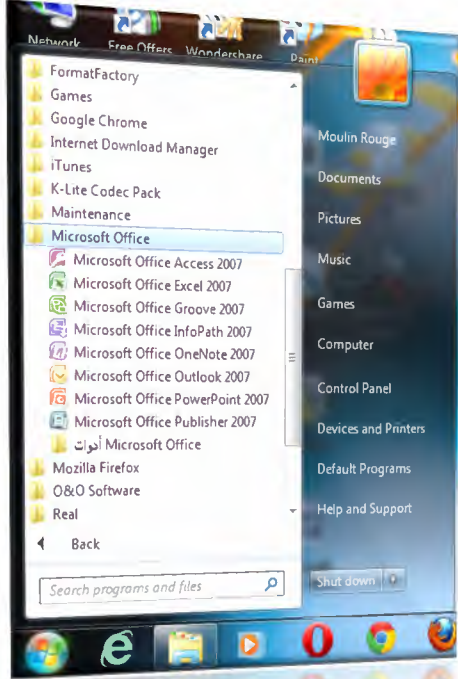 Network Free Offers Wondershare Paint
FormatFactory
Games
Google Chrome
Internet Download Manager
iTunes
K-Lite Codec Pack
Maintenance
Microsoft Office
Microsoft Office Access 2007
Microsoft Office Excel 2007
Microsoft Office Groove 2007
Microsoft Office InfoPath 2007
Microsoft Office OneNote 2007
Microsoft Office Outlook 2007
Microsoft Office PowerPoint 2007
Microsoft Office Publisher 2007
أدوات Microsoft Office
Mozilla Firefox
O&O Software
Real
Back
Search programs and files
Moulin Rouge
Documents
Pictures
Music
Games
Computer
Control Panel
Devices and Printers
Default Programs
Help and Support
Shut down